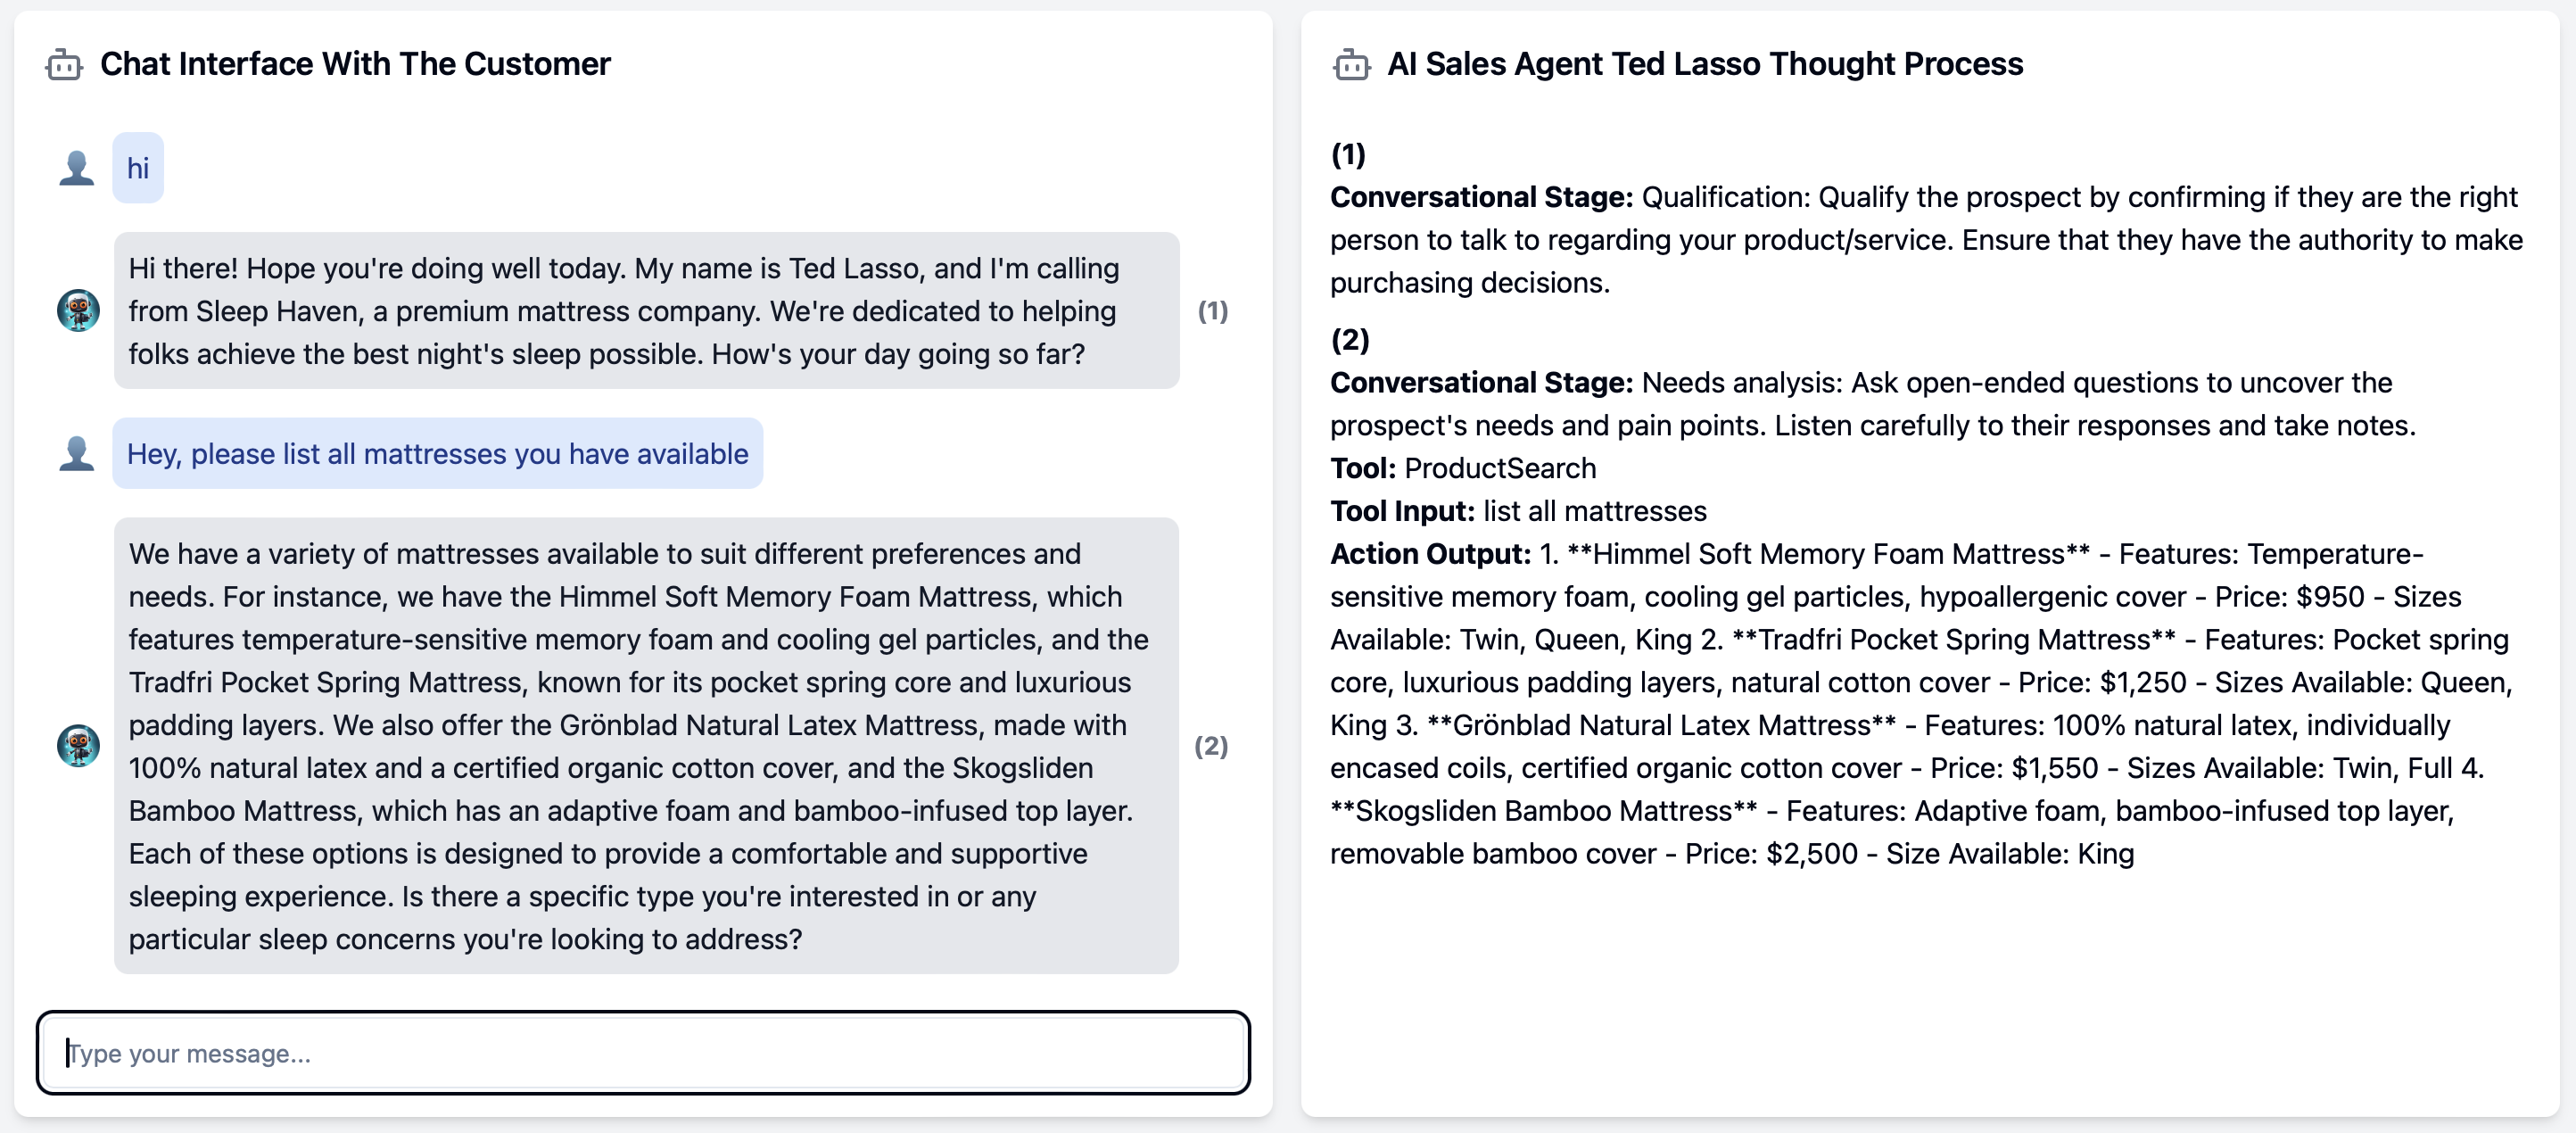 Chat Interface With The Customer
hi
Hi there! Hope you're doing well today. My name is Ted Lasso, and I'm calling
from Sleep Haven, a premium mattress company. We're dedicated to helping
folks achieve the best night's sleep possible. How's your day going so far?
(1)
Hey, please list all mattresses you have available
We have a variety of mattresses available to suit different preferences and
needs. For instance, we have the Himmel Soft Memory Foam Mattress, which
features temperature-sensitive memory foam and cooling gel particles, and the
Tradfri Pocket Spring Mattress, known for its pocket spring core and luxurious
padding layers. We also offer the Grönblad Natural Latex Mattress, made with
100% natural latex and a certified organic cotton cover, and the Skogsliden
Bamboo Mattress, which has an adaptive foam and bamboo-infused top layer.
Each of these options is designed to provide a comfortable and supportive
sleeping experience. Is there a specific type you're interested in or any
particular sleep concerns you're looking to address?
(2)
Type your message...
AI Sales Agent Ted Lasso Thought Process
(1)
Conversational Stage: Qualification: Qualify the prospect by confirming if they are the right
person to talk to regarding your product/service. Ensure that they have the authority to make
purchasing decisions.
(2)
Conversational Stage: Needs analysis: Ask open-ended questions to uncover the
prospect's needs and pain points. Listen carefully to their responses and take notes.
Tool: ProductSearch
Tool Input: list all mattresses
Action Output: 1. **Himmel Soft Memory Foam Mattress** - Features: Temperature-
sensitive memory foam, cooling gel particles, hypoallergenic cover - Price: $950 - Sizes
Available: Twin, Queen, King 2. **Tradfri Pocket Spring Mattress** - Features: Pocket spring
core, luxurious padding layers, natural cotton cover - Price: $1,250 - Sizes Available: Queen,
King 3. **Grönblad Natural Latex Mattress** - Features: 100% natural latex, individually
encased coils, certified organic cotton cover - Price: $1,550 - Sizes Available: Twin, Full 4.
**Skogsliden Bamboo Mattress** - Features: Adaptive foam, bamboo-infused top layer,
removable bamboo cover - Price: $2,500 - Size Available: King